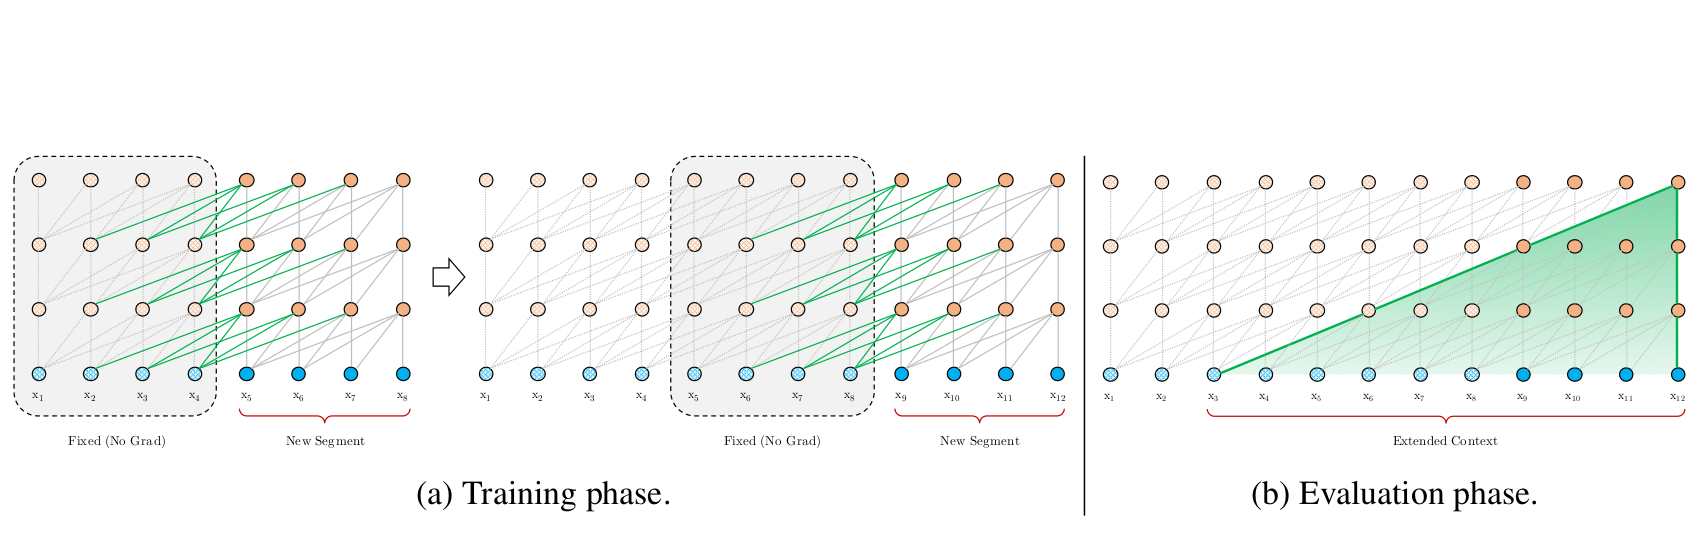 x₁ x₂ x₃ x₄ x₅ x₆ x₇ x₈
Fixed (No Grad) New Segment
x₁ x₂ x₃ x₄ x₅ x₆ x₇ x₈ x₉ x₁₀ x₁₁ x₁₂
Fixed (No Grad) New Segment
(a) Training phase.
x₁ x₂ x₃ x₄ x₅ x₆ x₇ x₈ x₉ x₁₀ x₁₁ x₁₂
Extended Context
(b) Evaluation phase.